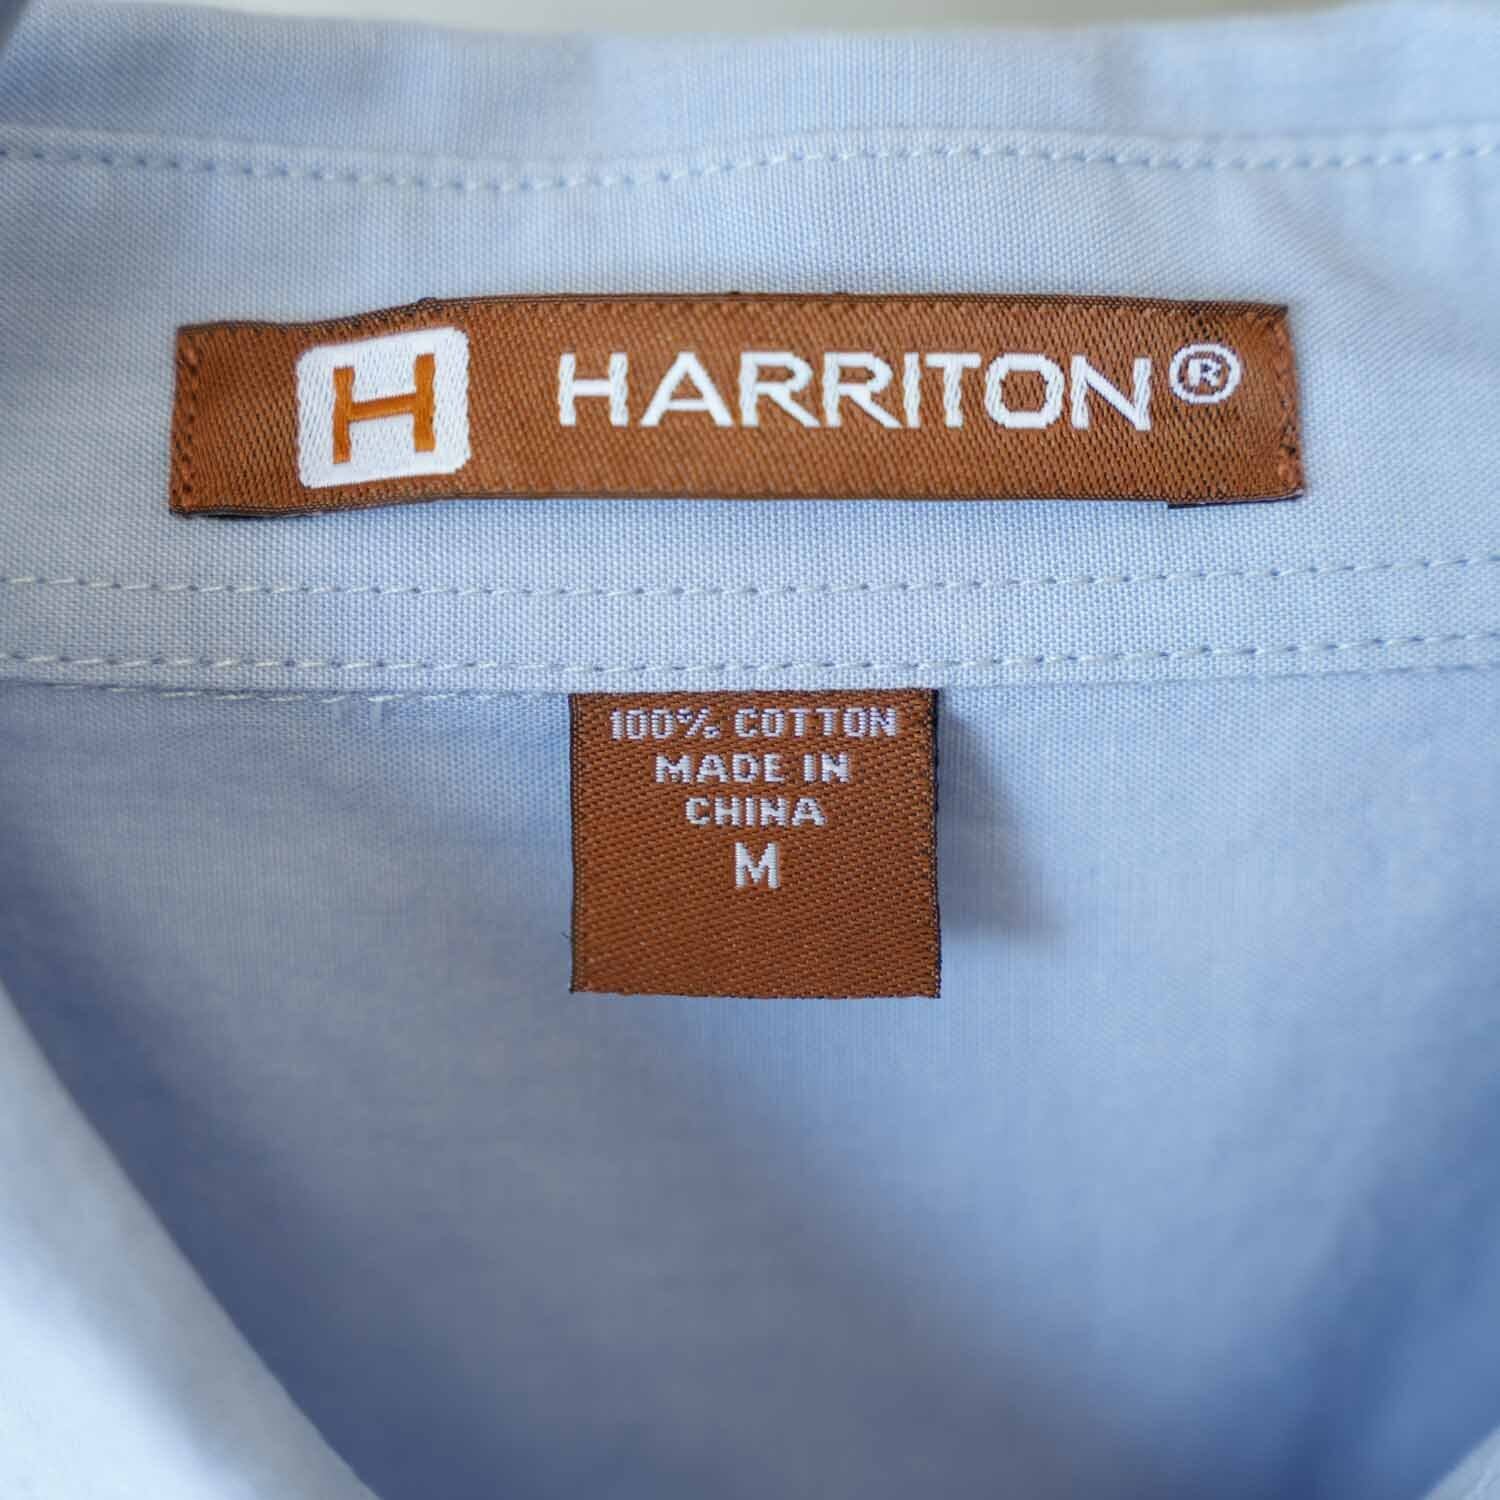 H HARRITON®
100% COTTON
MADE IN
CHINA
M